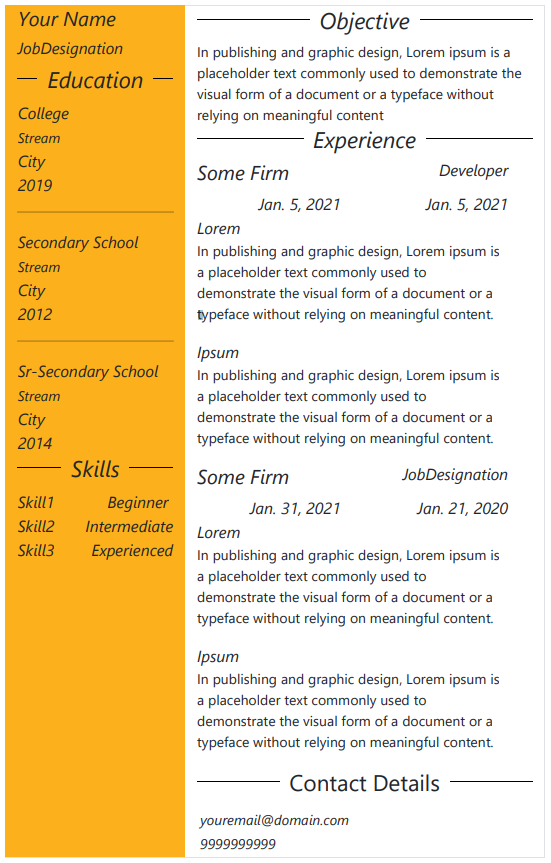 Your Name
JobDesignation
Education
College
Stream
City
2019
Secondary School
Stream
City
2012
Sr-Secondary School
Stream
City
2014
Skills
Skill1 Beginner
Skill2 Intermediate
Skill3 Experienced
Objective
In publishing and graphic design, Lorem ipsum is a
placeholder text commonly used to demonstrate the
visual form of a document or a typeface without
relying on meaningful content
Experience
Some Firm Developer
Jan. 5, 2021 Jan. 5, 2021
Lorem
In publishing and graphic design, Lorem ipsum is
a placeholder text commonly used to
demonstrate the visual form of a document or a
typeface without relying on meaningful content.
Ipsum
In publishing and graphic design, Lorem ipsum is
a placeholder text commonly used to
demonstrate the visual form of a document or a
typeface without relying on meaningful content.
Some Firm JobDesignation
Jan. 31, 2021 Jan. 21, 2020
Lorem
In publishing and graphic design, Lorem ipsum is
a placeholder text commonly used to
demonstrate the visual form of a document or a
typeface without relying on meaningful content.
Ipsum
In publishing and graphic design, Lorem ipsum is
a placeholder text commonly used to
demonstrate the visual form of a document or a
typeface without relying on meaningful content.
Contact Details
youremail@domain.com
9999999999